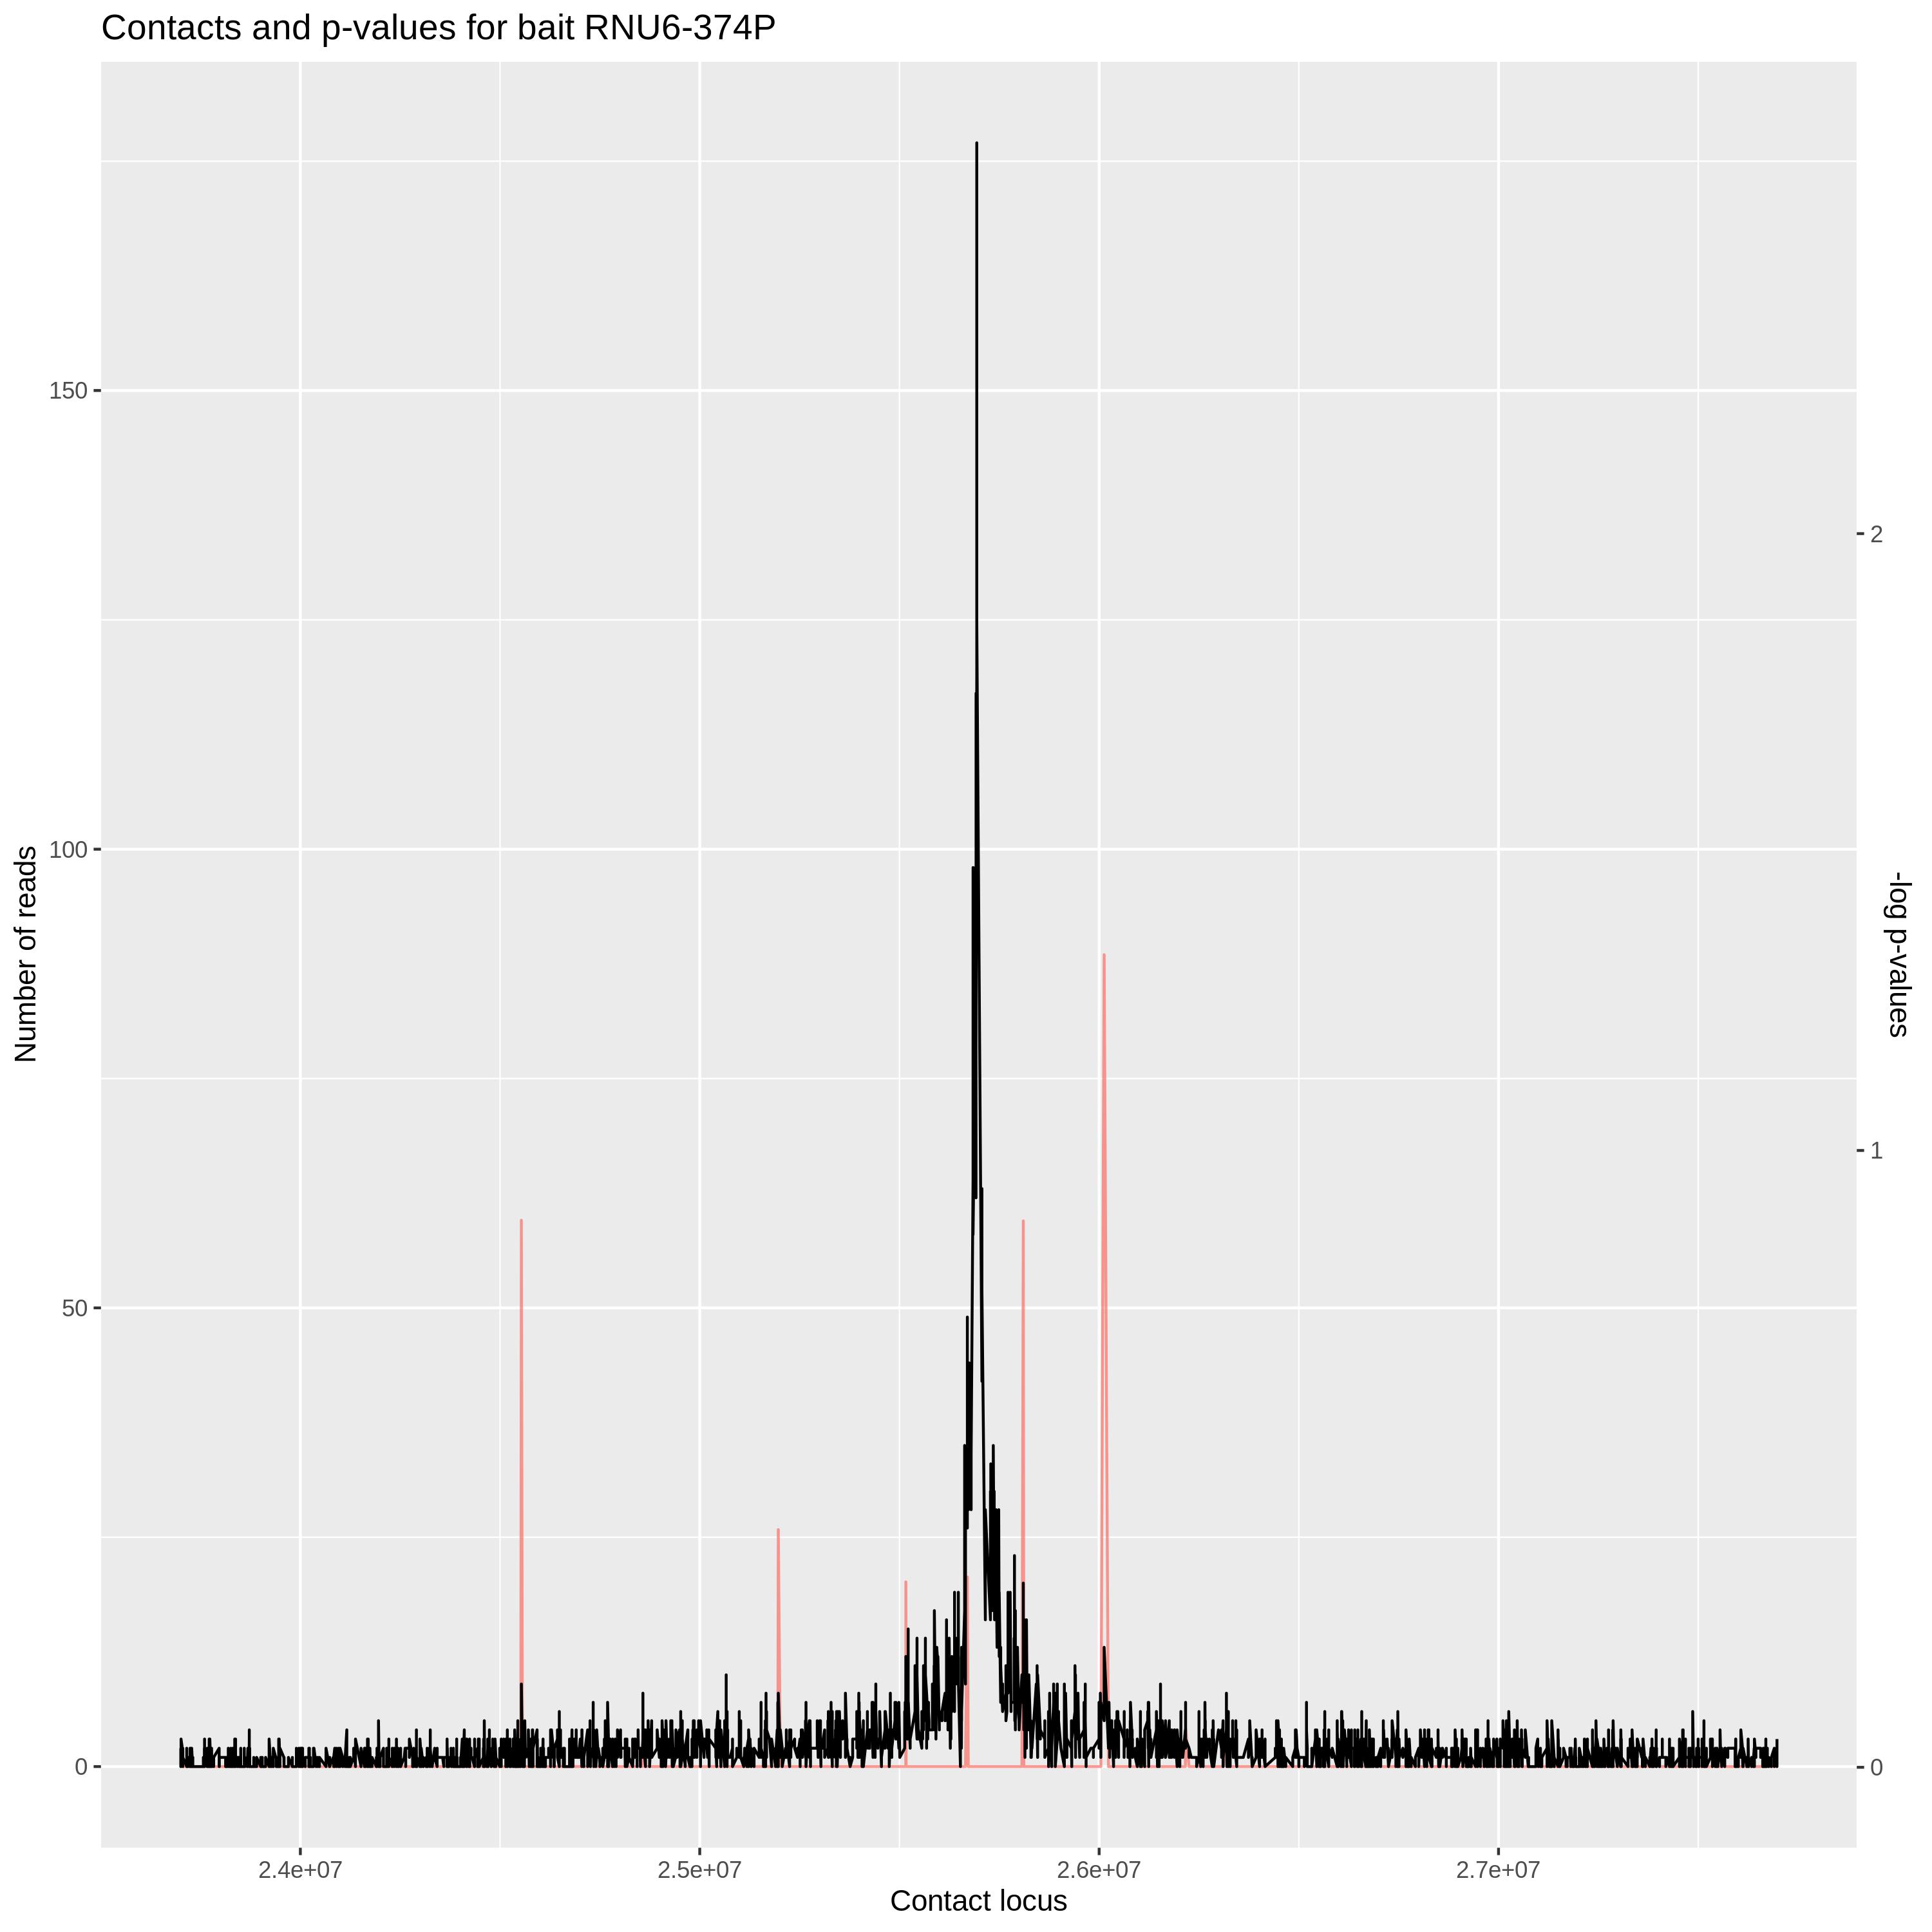 Contacts and p-values for bait RNU6-374P
150
100
50
0
2
1
0
Number of reads
-log p-values
2.4e+07
2.5e+07
2.6e+07
2.7e+07
Contact locus